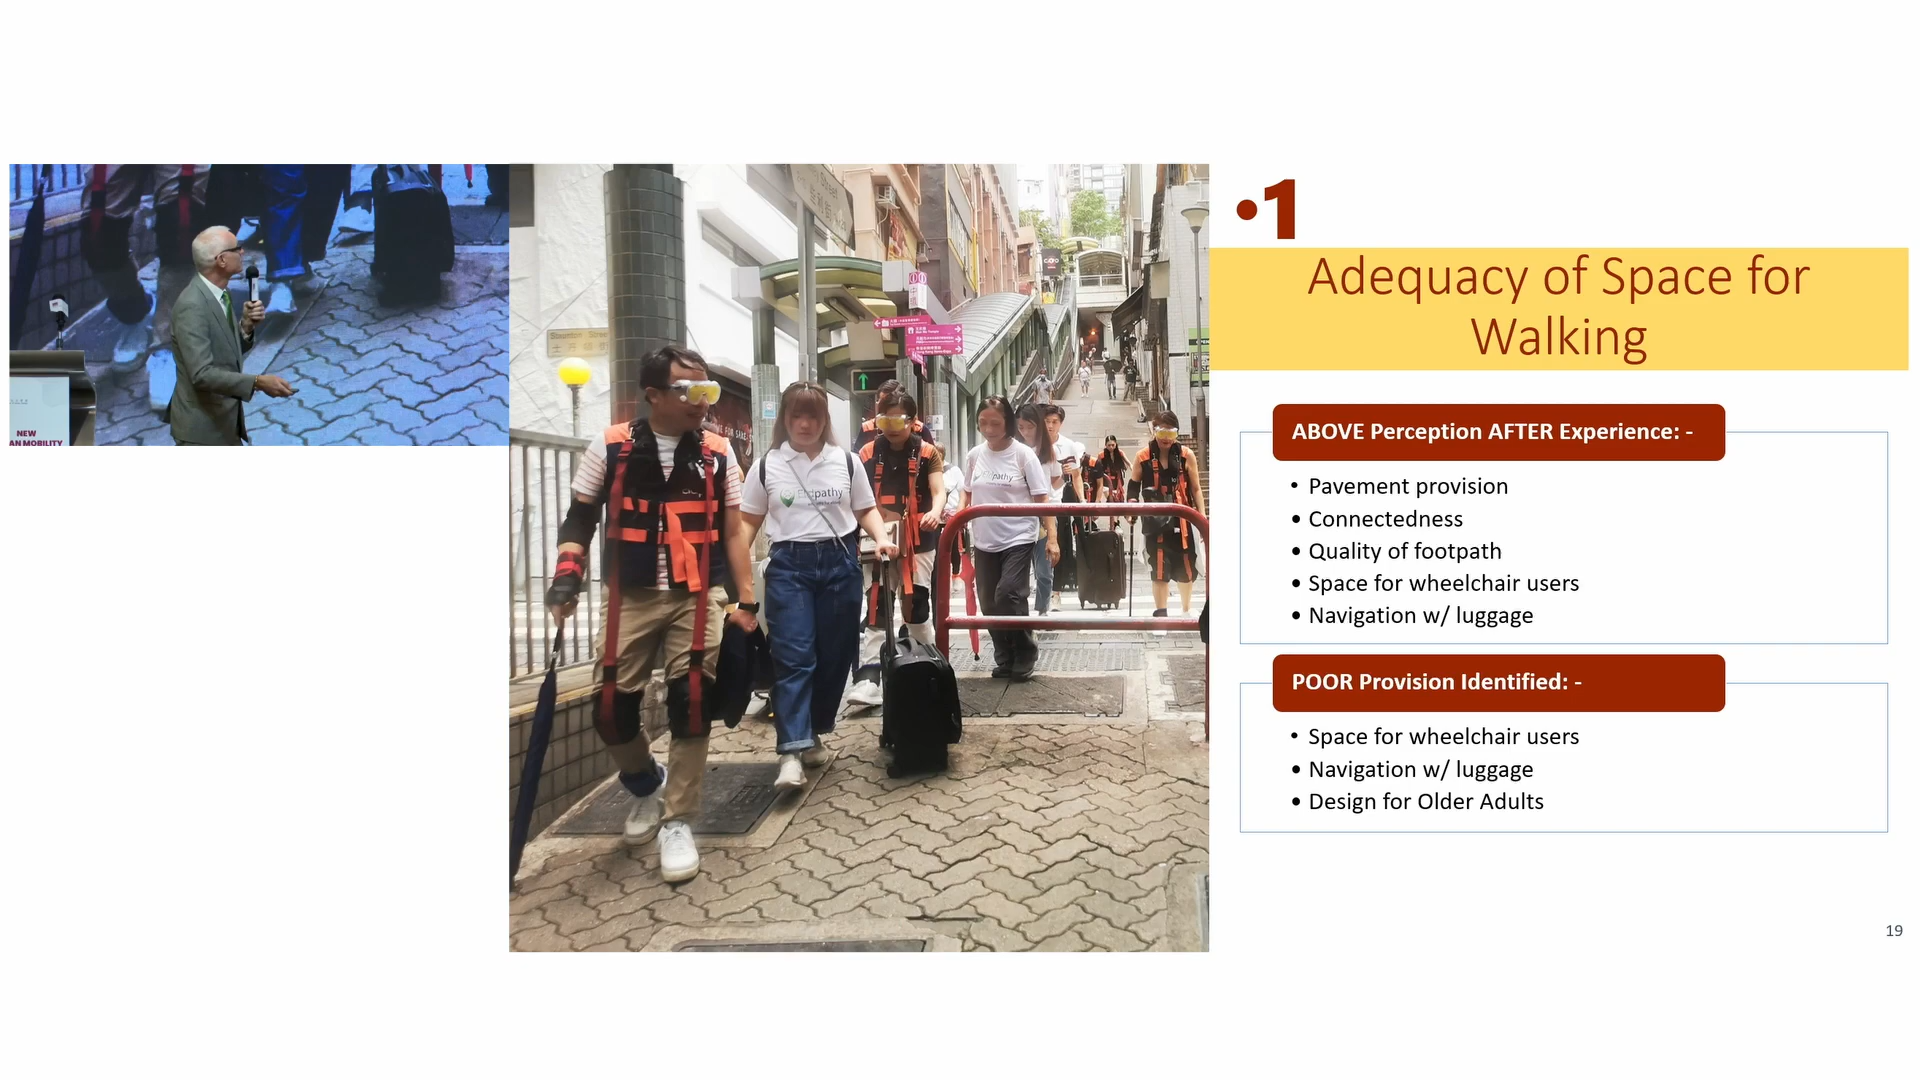 NEW
AN MOBILITY
Eldpathy
pathy
•1
Adequacy of Space for
Walking
ABOVE Perception AFTER Experience: -
• Pavement provision
• Connectedness
• Quality of footpath
• Space for wheelchair users
• Navigation w/ luggage
POOR Provision Identified: -
• Space for wheelchair users
• Navigation w/ luggage
• Design for Older Adults
19